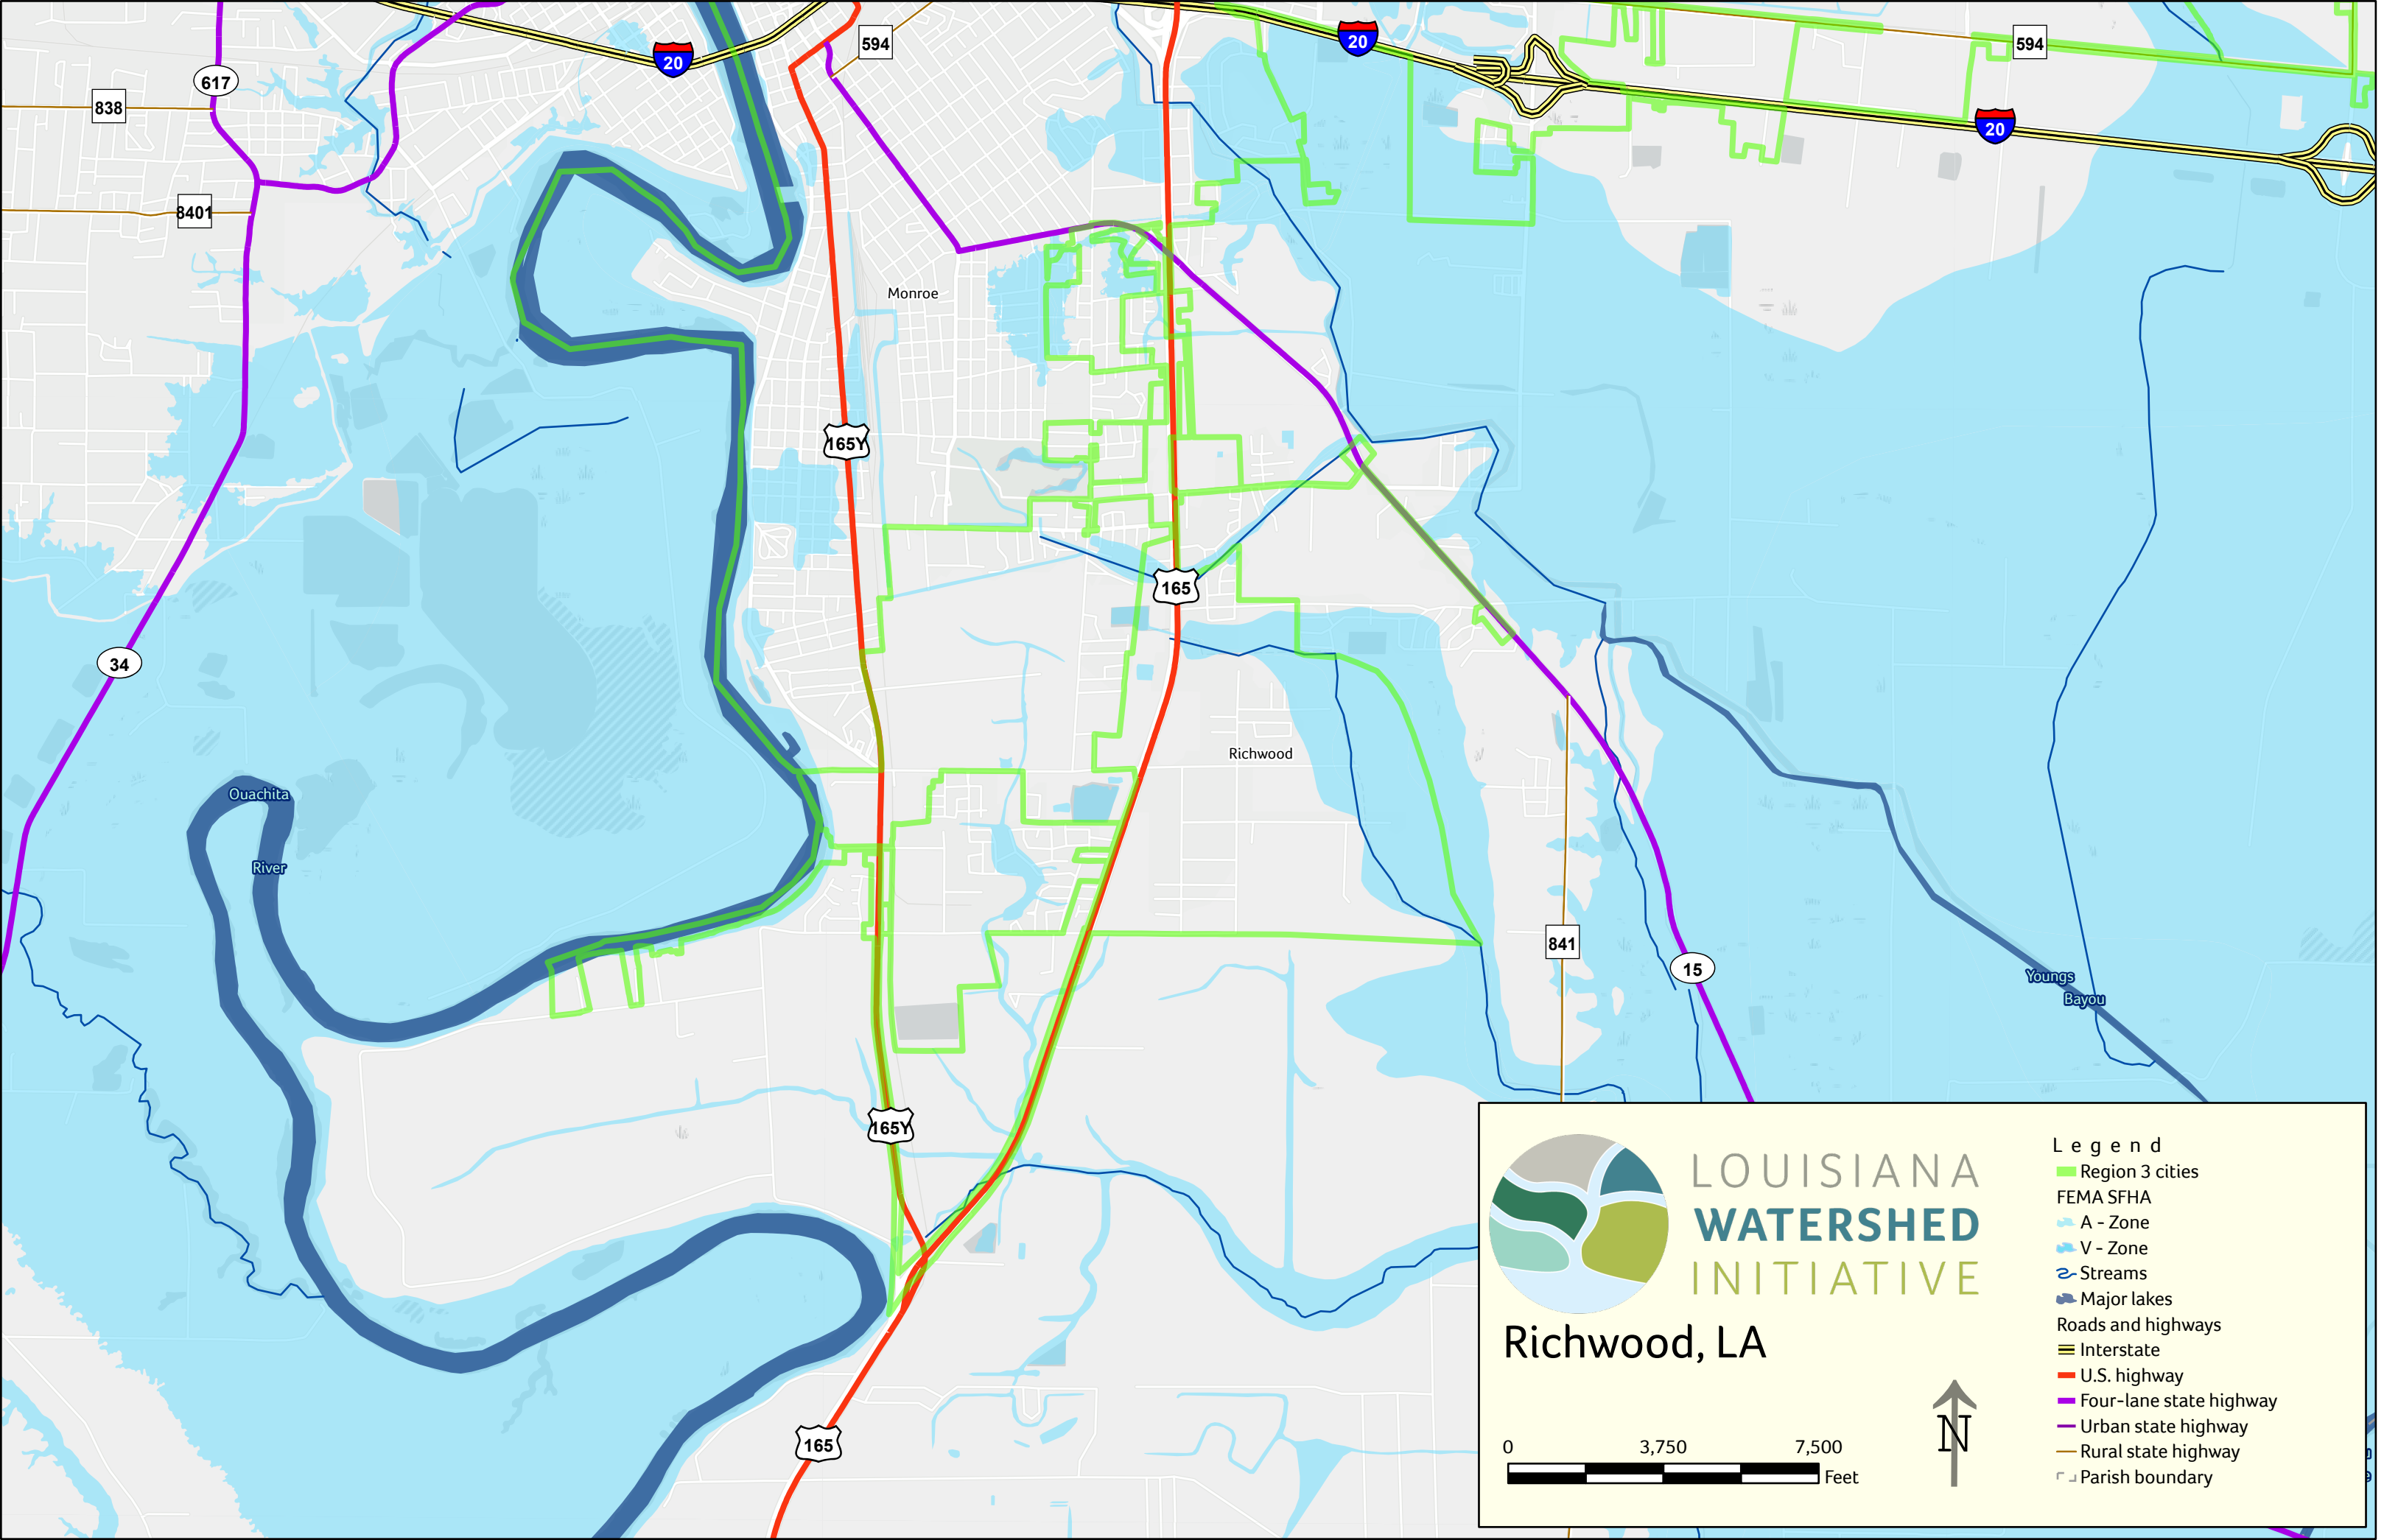 594
20
20
594
617
838
20
8401
Monroe
165Y
165
34
Richwood
Ouachita
River
841
15
Youngs
Bayou
165Y
165
LOUISIANA
WATERSHED
INITIATIVE
Richwood, LA
0 3,750 7,500
Feet
N
Legend
Region 3 cities
FEMA SFHA
A - Zone
V - Zone
Streams
Major lakes
Roads and highways
Interstate
U.S. highway
Four-lane state highway
Urban state highway
Rural state highway
Parish boundary